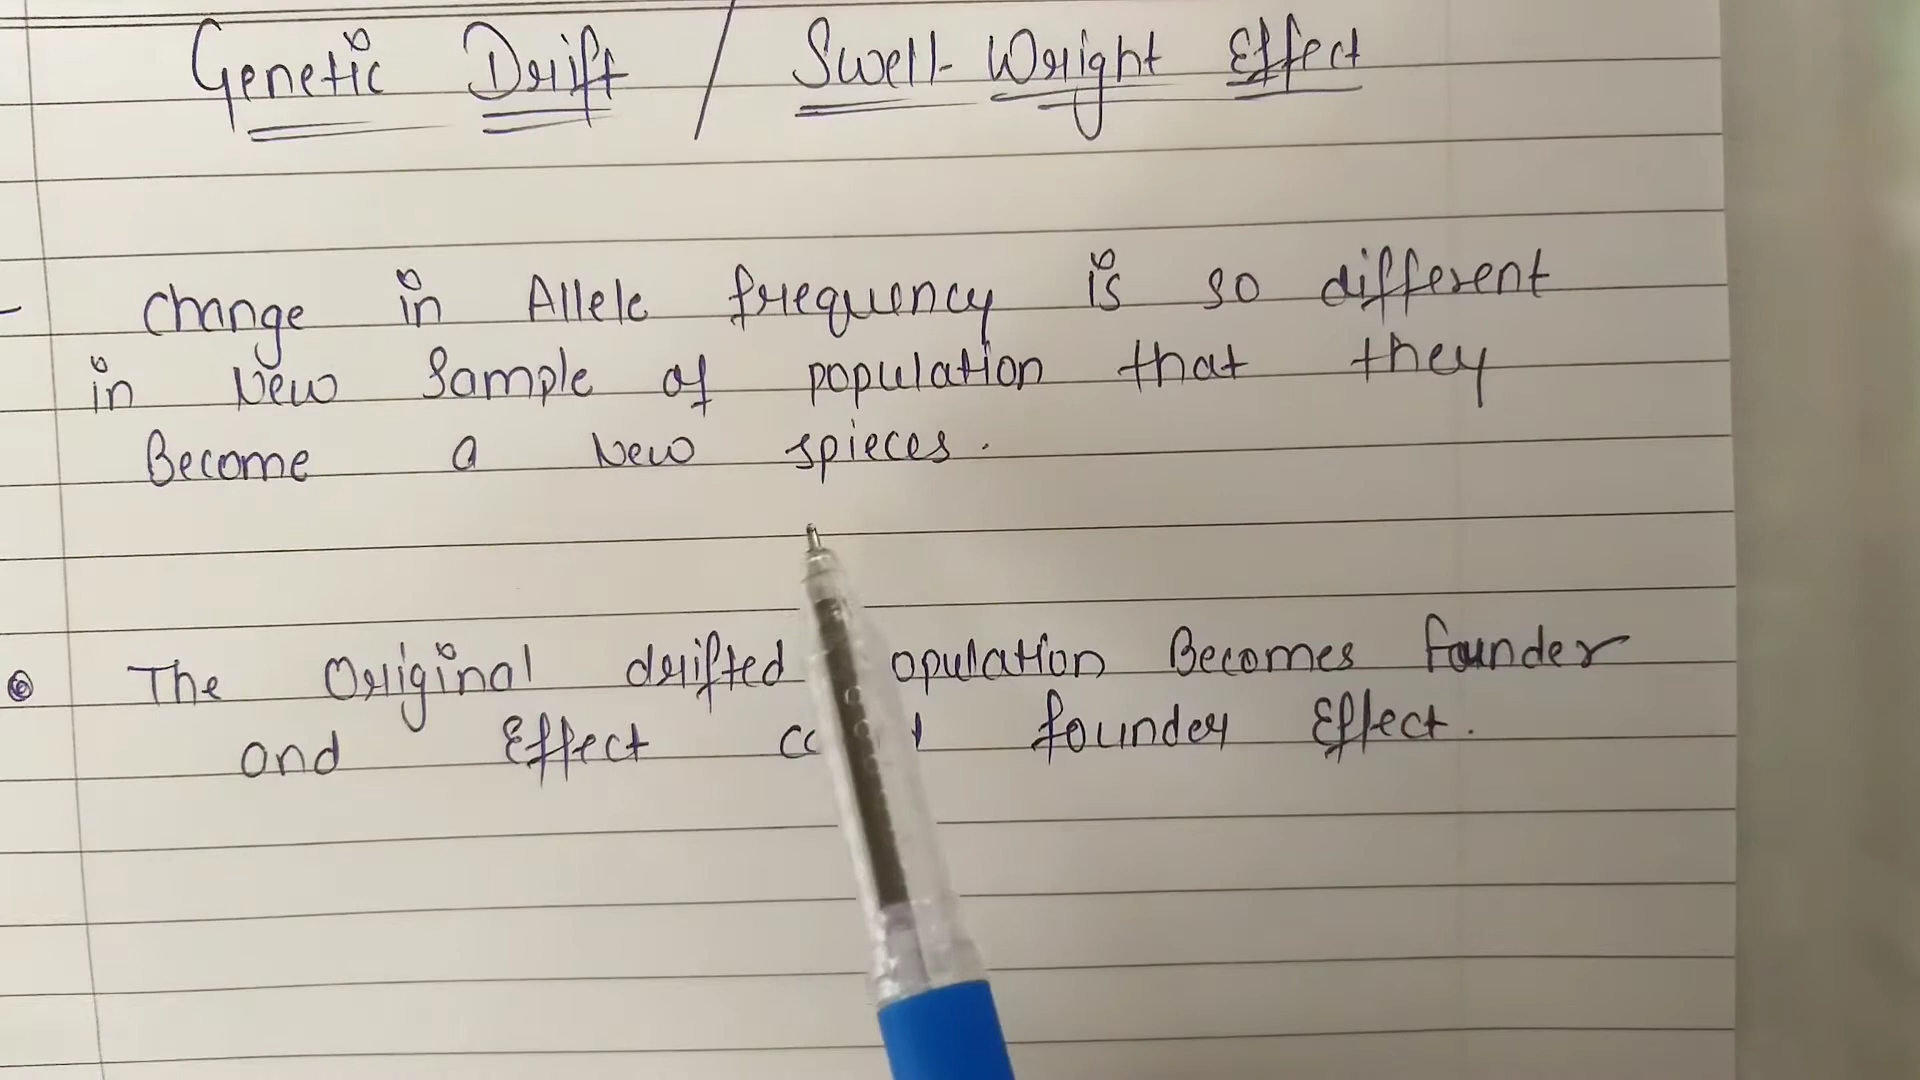 Genetic Drift / Swell-Wright Effect
- Change in Allele frequency is so different
in New Sample of population that they
Become a New spieces.
The Original drifted opulation Becomes founder
and Effect founder Effect.